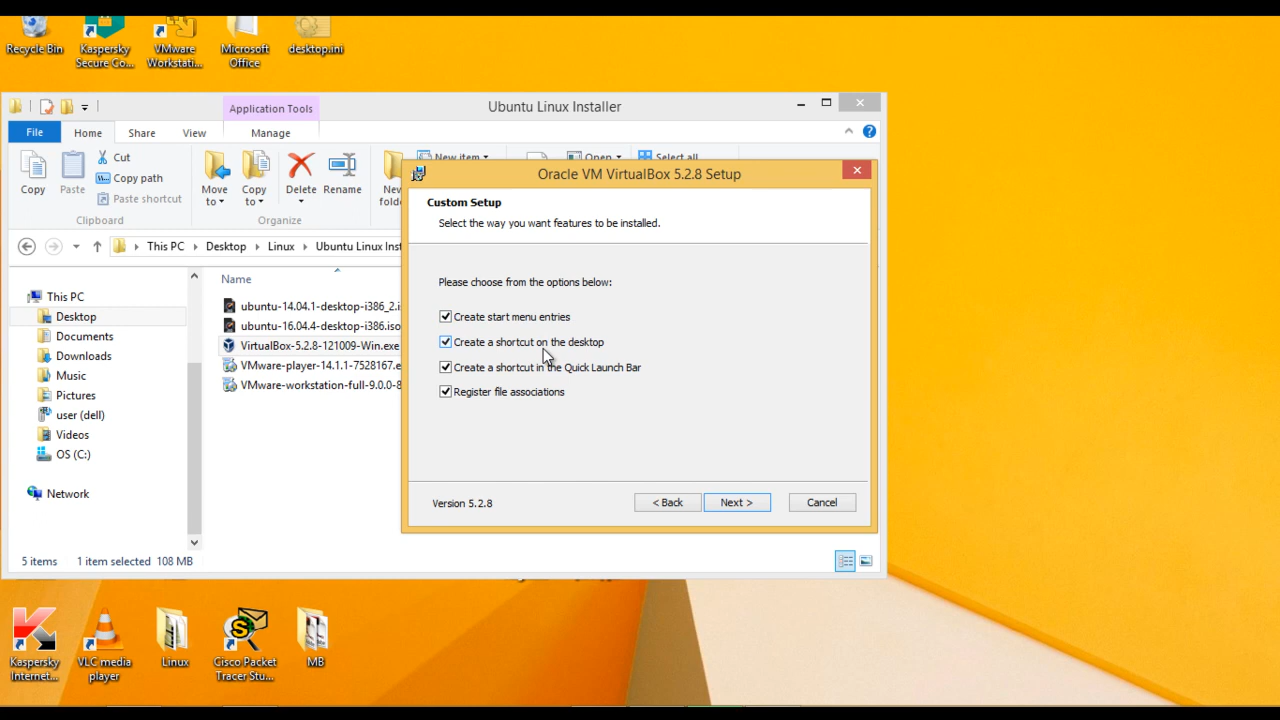 Recycle Bin
Kaspersky
Secure Co...
VMware
Workstati...
Microsoft
Office
desktop.ini
Application Tools
Ubuntu Linux Installer
File
Home
Share
View
Manage
Copy
Paste
Cut
Copy path
Paste shortcut
Clipboard
Move
to
Copy
to
Delete
Rename
Organize
New
New item
Open
Select all
This PC
Desktop
Linux
Ubuntu Linux Inst
Name
This PC
Desktop
Documents
Downloads
Music
Pictures
user (dell)
Videos
OS (C:)
Network
ubuntu-14.04.1-desktop-i386_2.i
ubuntu-16.04.4-desktop-i386.iso
VirtualBox-5.2.8-121009-Win.exe
VMware-player-14.1.1-7528167.e
VMware-workstation-full-9.0.0-8
5 items
1 item selected 108 MB
Oracle VM VirtualBox 5.2.8 Setup
Custom Setup
Select the way you want features to be installed.
Please choose from the options below:
Create start menu entries
Create a shortcut on the desktop
Create a shortcut in the Quick Launch Bar
Register file associations
Version 5.2.8
< Back
Next >
Cancel
Kaspersky
Internet...
VLC media
player
Linux
Cisco Packet
Tracer Stu...
MB